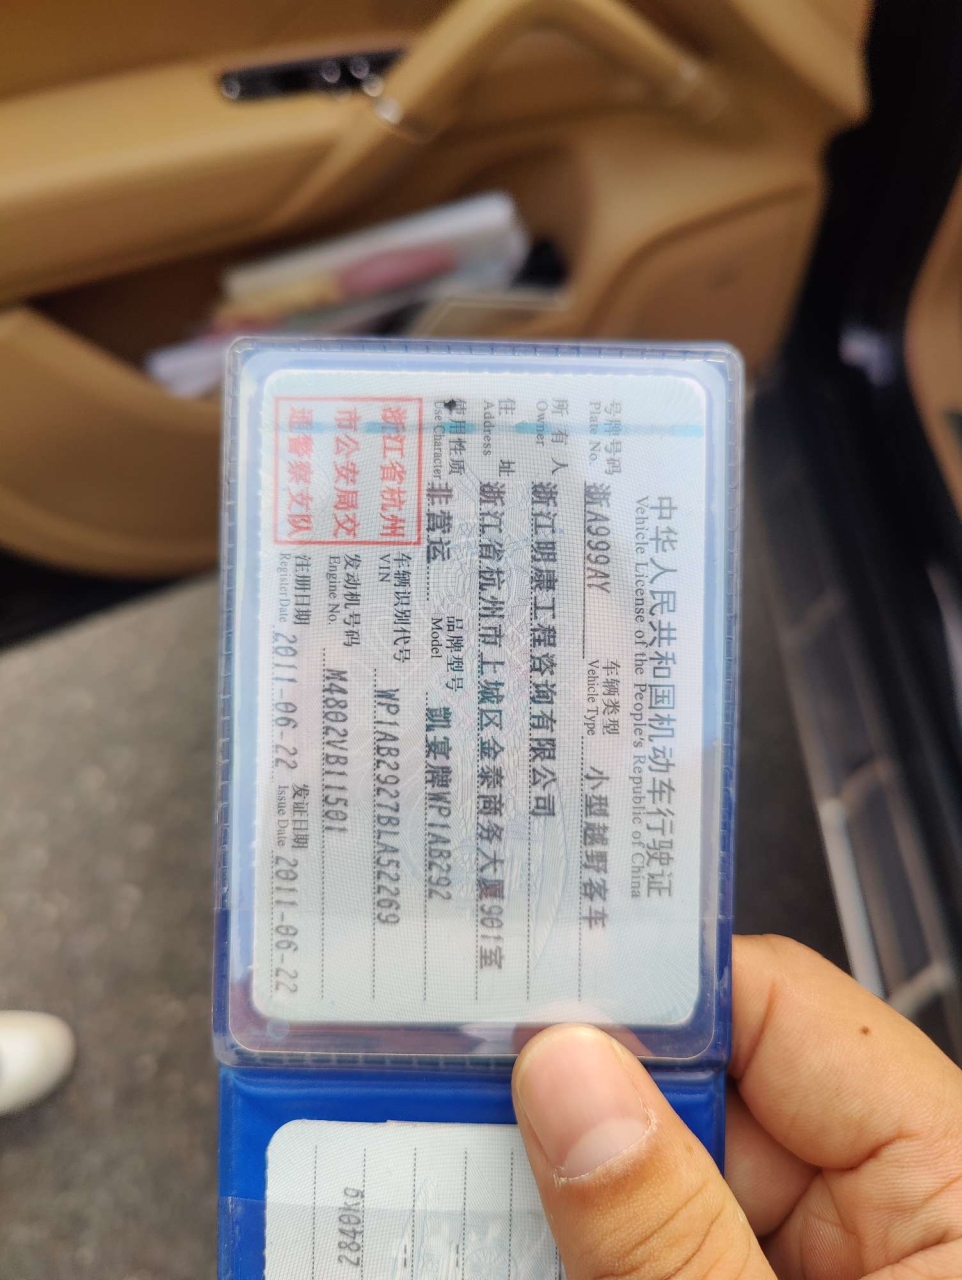 中华人民共和国机动车行驶证
Vehicle License of the People's Republic of China
号牌号码 浙A999AY 车辆类型 小型越野客车
Plate No. Vehicle Type
所有人 浙江明康工程咨询有限公司
Owner
住址 浙江省杭州市上城区金泰商务大厦901室
Address
使用性质 非营运 品牌型号 凯宴牌WP1AB292
Use Character Model
浙江省杭州市公安局交通警察支队
车辆识别代号 WP1AB2927BLA52269
VIN
发动机号码 M4802VB11501
Engine No.
注册日期 2011-06-22 发证日期 2011-06-22
Register Date Issue Date
2840kg